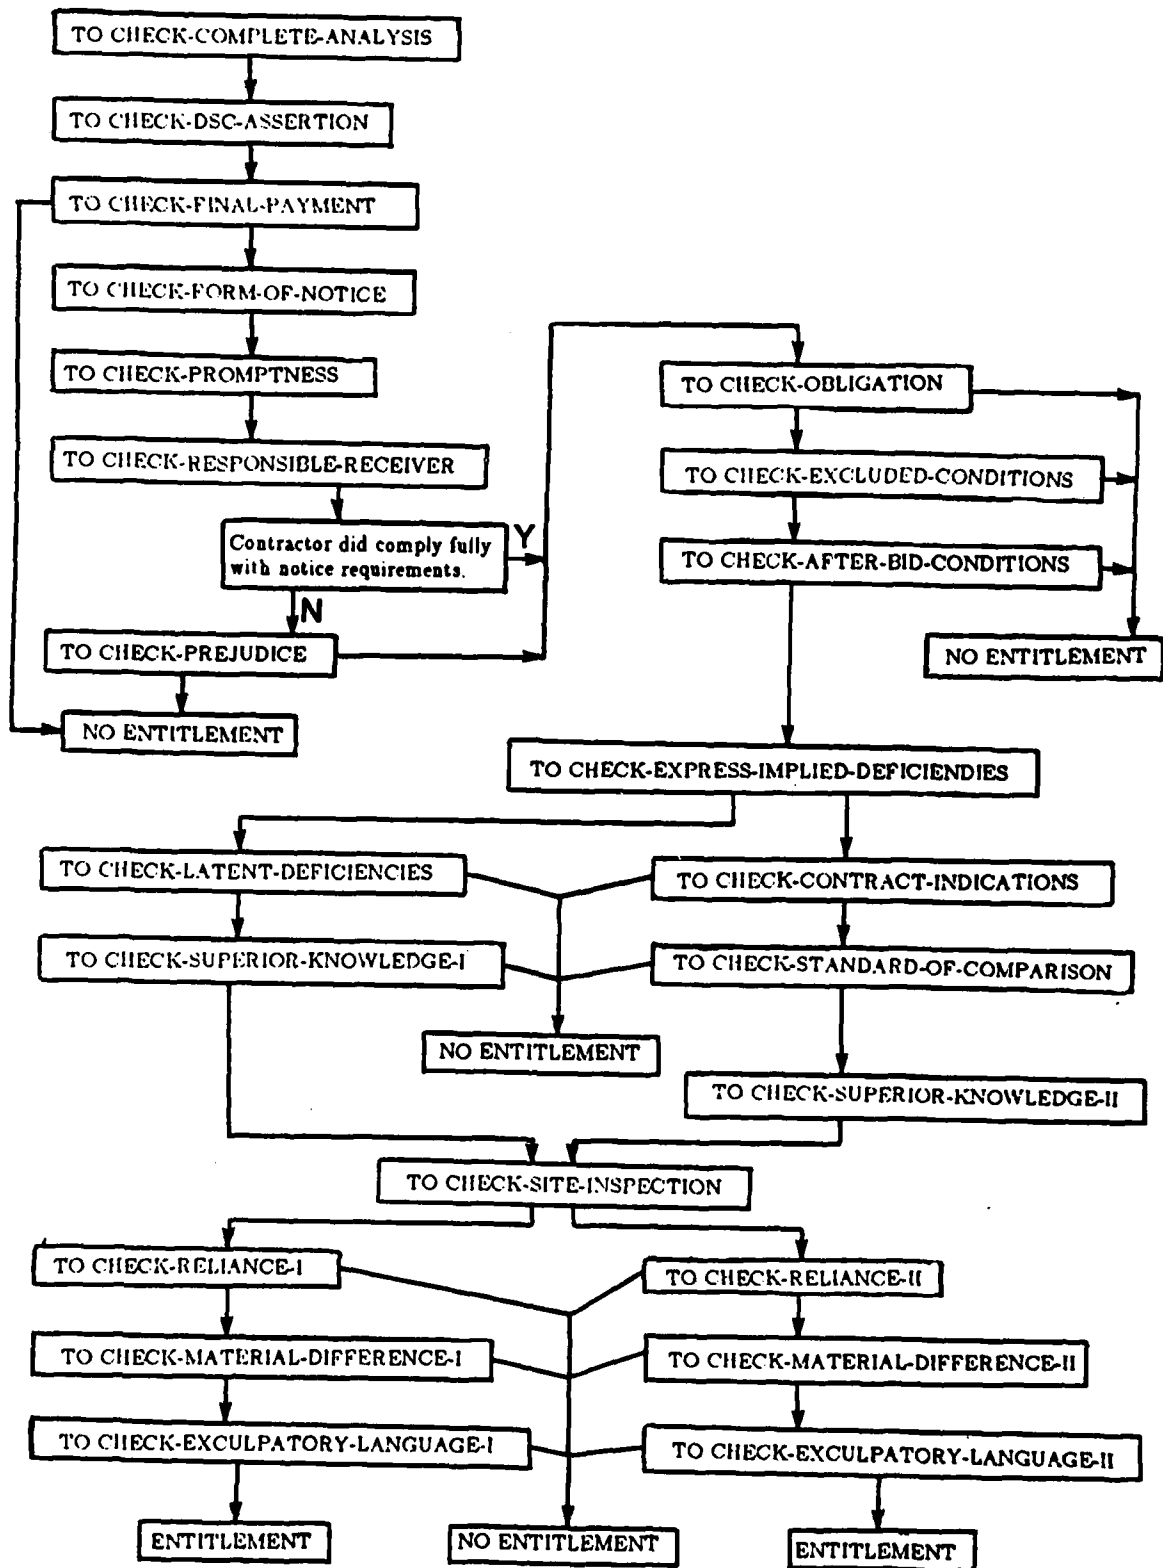 TO CHECK-COMPLETE-ANALYSIS
TO CHECK-DSC-ASSERTION
TO CHECK-FINAL-PAYMENT
TO CHECK-FORM-OF-NOTICE
TO CHECK-PROMPTNESS
TO CHECK-RESPONSIBLE-RECEIVER
Contractor did comply fully
with notice requirements.
Y
N
TO CHECK-PREJUDICE
NO ENTITLEMENT
TO CHECK-OBLIGATION
TO CHECK-EXCLUDED-CONDITIONS
TO CHECK-AFTER-BID-CONDITIONS
NO ENTITLEMENT
TO CHECK-EXPRESS-IMPLIED-DEFICIENDIES
TO CHECK-LATENT-DEFICIENCIES
TO CHECK-CONTRACT-INDICATIONS
TO CHECK-SUPERIOR-KNOWLEDGE-I
TO CHECK-STANDARD-OF-COMPARISON
NO ENTITLEMENT
TO CHECK-SUPERIOR-KNOWLEDGE-II
TO CHECK-SITE-INSPECTION
TO CHECK-RELIANCE-I
TO CHECK-RELIANCE-II
TO CHECK-MATERIAL-DIFFERENCE-I
TO CHECK-MATERIAL-DIFFERENCE-II
TO CHECK-EXCULPATORY-LANGUAGE-I
TO CHECK-EXCULPATORY-LANGUAGE-II
ENTITLEMENT
NO ENTITLEMENT
ENTITLEMENT